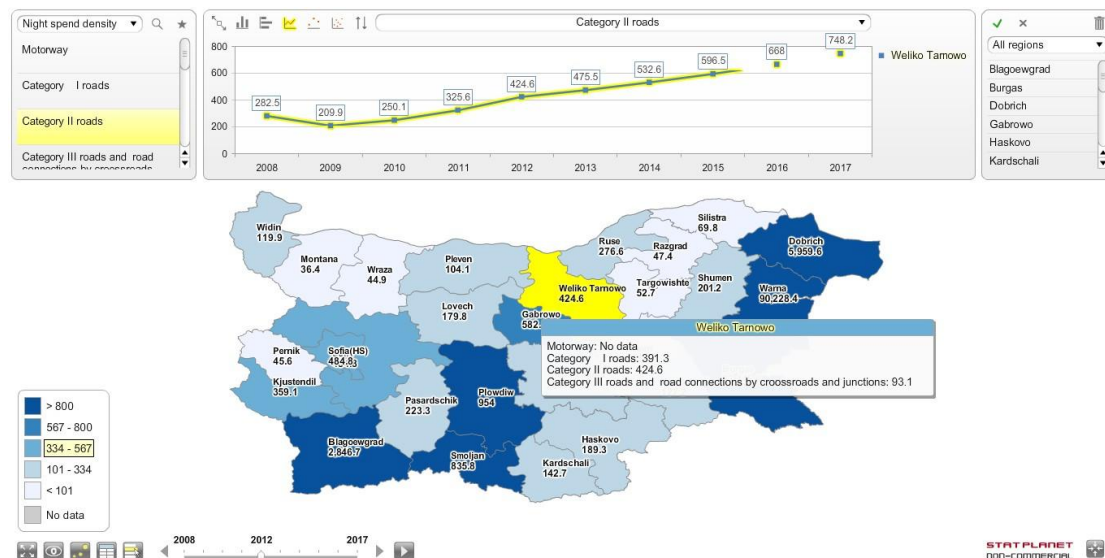 Night spend density
Motorway
Category I roads
Category II roads
Category III roads and road
connections by croossroads
Category II roads
800
600
400
200
0
282.5
209.9
250.1
325.6
424.6
475.5
532.6
596.5
668
748.2
2008
2009
2010
2011
2012
2013
2014
2015
2016
2017
Weliko Tarnowo
All regions
Blagoewgrad
Burgas
Dobrich
Gabrowo
Haskowo
Kardschali
Widin
119.9
Montana
36.4
Wraza
44.9
Pleven
104.1
Lovech
179.8
Weliko Tarnowo
424.6
Gabrowo
582.
Ruse
276.6
Razgrad
47.4
Silistra
69.8
Targowishte
52.7
Shumen
201.2
Dobrich
5,959.6
Warna
90,228.4
Pernik
45.6
Sofia(HS)
484.8
Kjustendil
359.1
Pasardschik
223.3
Plowdiw
954
Blagoewgrad
2,846.7
Smoljan
835.8
Haskowo
189.3
Kardschali
142.7
Weliko Tarnowo
Motorway: No data
Category I roads: 391.3
Category II roads: 424.6
Category III roads and road connections by croossroads and junctions: 93.1
> 800
567 - 800
334 - 567
101 - 334
< 101
No data
2008
2012
2017
STATPLANET
NON-COMMERCIAL